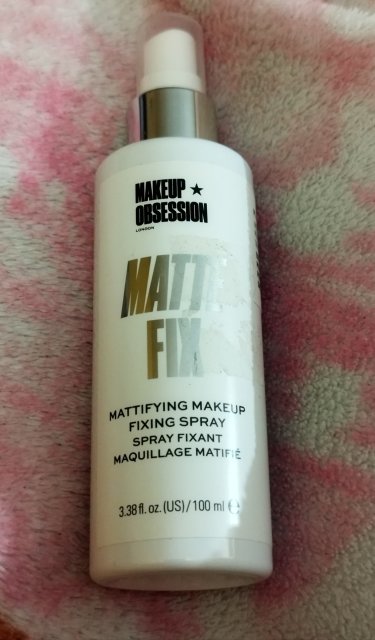 MAKEUP ★
OBSESSION
LONDON
MATTE
FIX
MATTIFYING MAKEUP
FIXING SPRAY
SPRAY FIXANT
MAQUILLAGE MATIFIÉ
3.38 fl. oz. (US) / 100 ml ℮